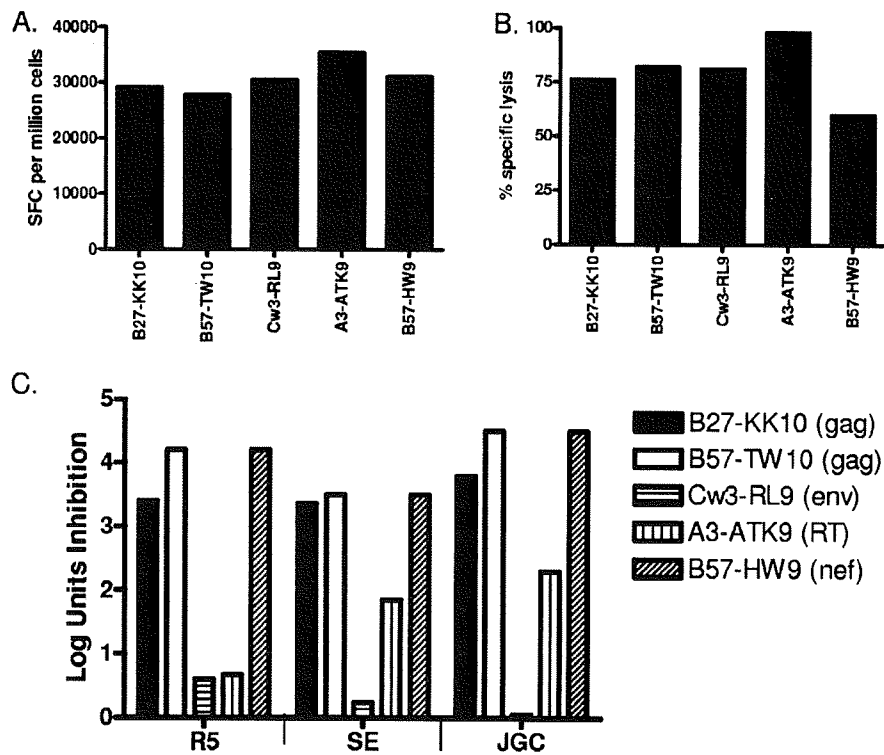 A.
SFC per million cells
40000
30000
20000
10000
0
B27-KK10
B57-TW10
Cw3-RL9
A3-ATK9
B57-HW9
B.
% specific lysis
100
75
50
25
0
B27-KK10
B57-TW10
Cw3-RL9
A3-ATK9
B57-HW9
C.
Log Units Inhibition
5
4
3
2
1
0
R5
SE
JGC
B27-KK10 (gag)
B57-TW10 (gag)
Cw3-RL9 (env)
A3-ATK9 (RT)
B57-HW9 (nef)